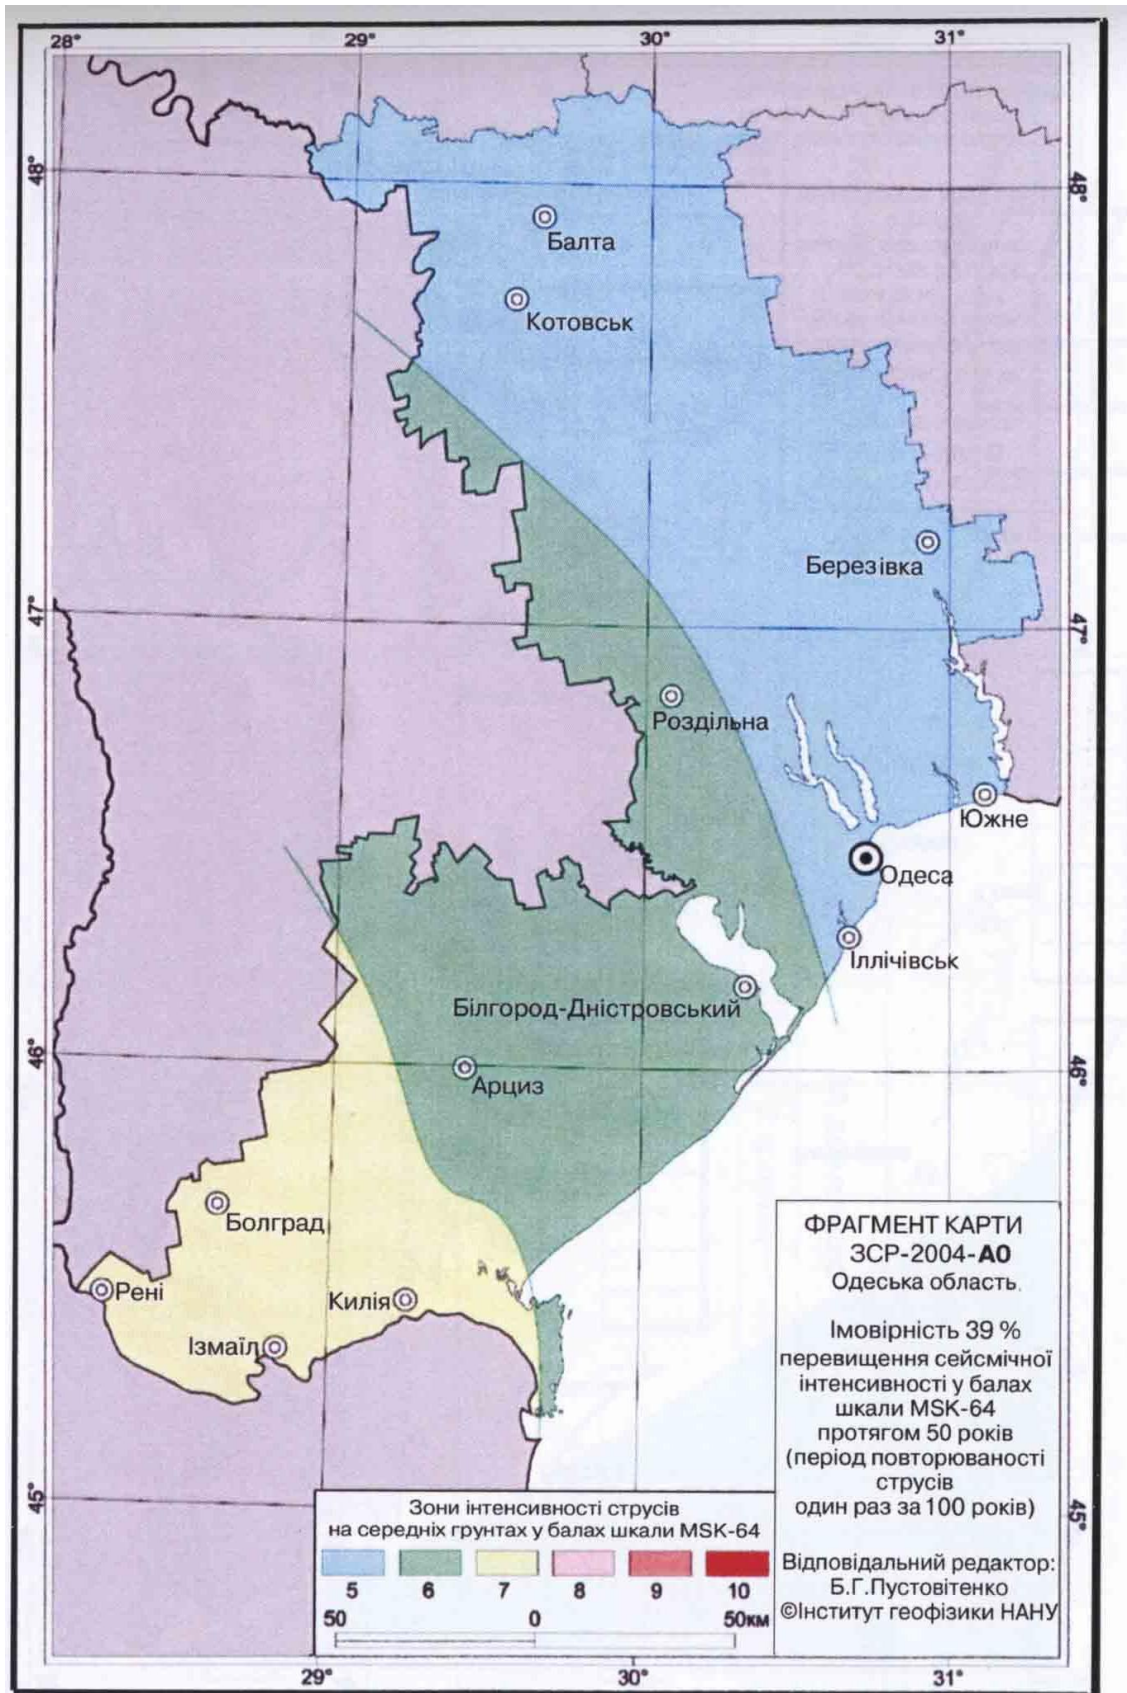 28° 29° 30° 31°
48° 48°
Балта
Котовськ
Березівка
47° 47°
Роздільна
Южне
Одеса
Іллічівськ
Білгород-Дністровський
46° 46°
Арциз
Болград
Рені
Килія
Ізмаїл
45° 45°
ФРАГМЕНТ КАРТИ
ЗСР-2004-А0
Одеська область.
Імовірність 39 %
перевищення сейсмічної
інтенсивності у балах
шкали MSK-64
протягом 50 років
(період повторюваності
струсів
один раз за 100 років)
Відповідальний редактор:
Б.Г.Пустовітенко
©Інститут геофізики НАНУ
Зони інтенсивності струсів
на середніх грунтах у балах шкали MSK-64
5 6 7 8 9 10
50 0 50км
29° 30° 31°